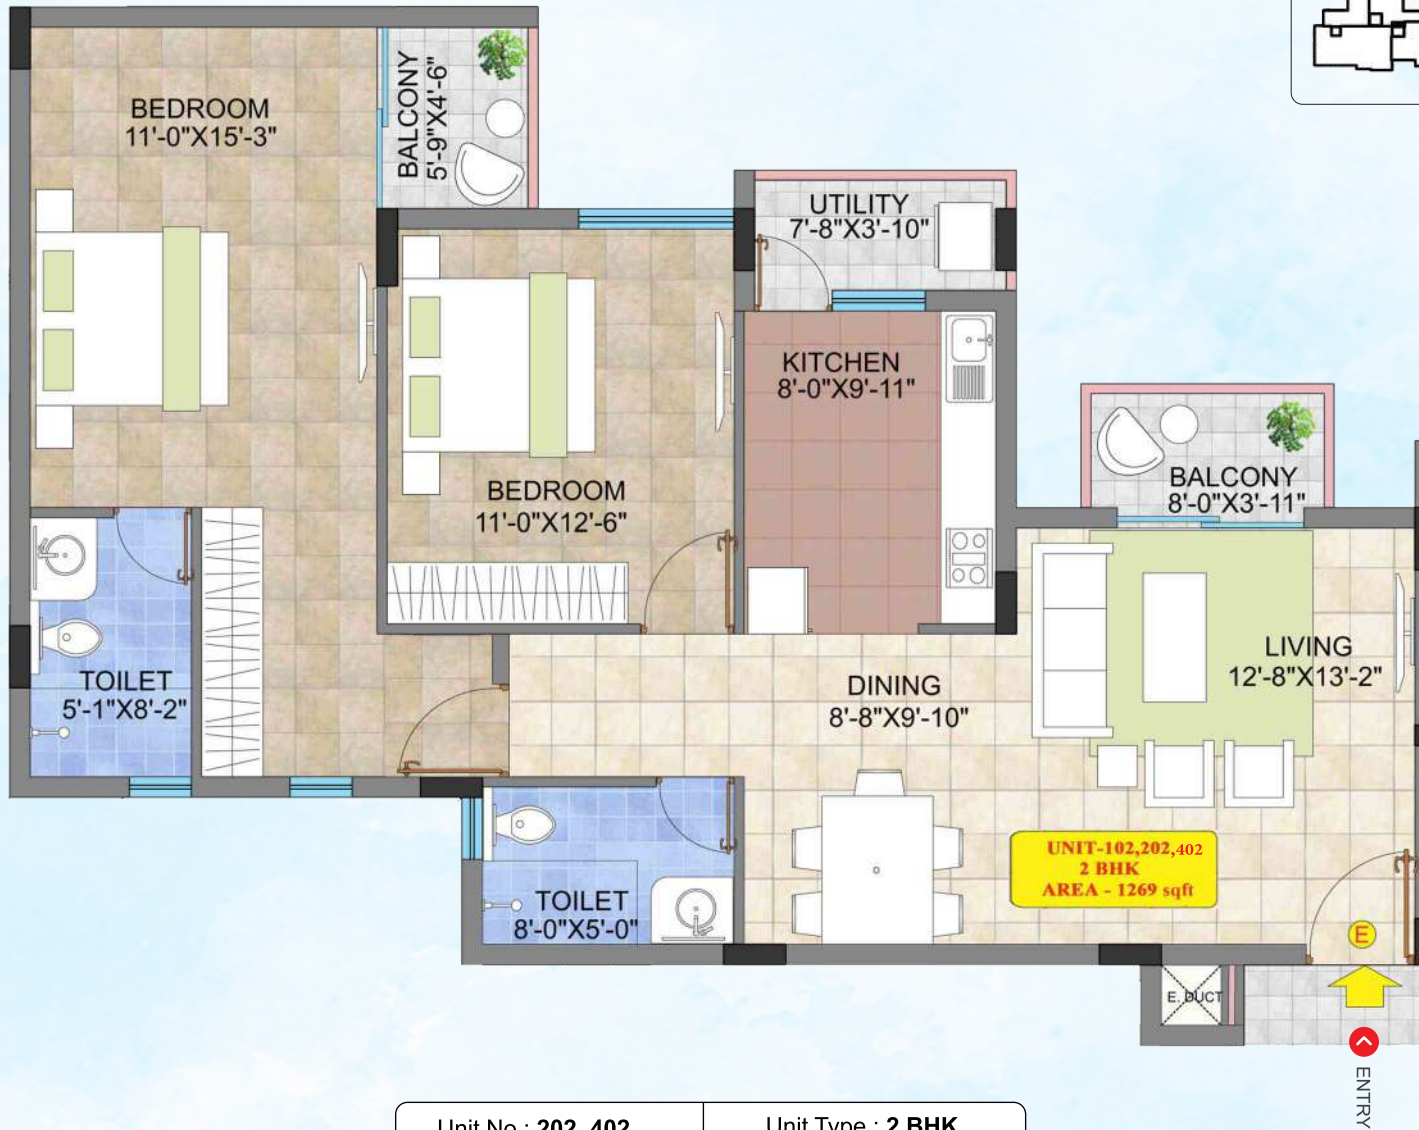 BEDROOM
11'-0"X15'-3"
BALCONY
5'-9"X4'-6"
UTILITY
7'-8"X3'-10"
KITCHEN
8'-0"X9'-11"
BEDROOM
11'-0"X12'-6"
BALCONY
8'-0"X3'-11"
LIVING
12'-8"X13'-2"
TOILET
5'-1"X8'-2"
DINING
8'-8"X9'-10"
UNIT-102,202,402
2 BHK
AREA - 1269 sqft
TOILET
8'-0"X5'-0"
E
E. DUCT
ENTRY
Unit No : 202, 402
Unit Type : 2 BHK